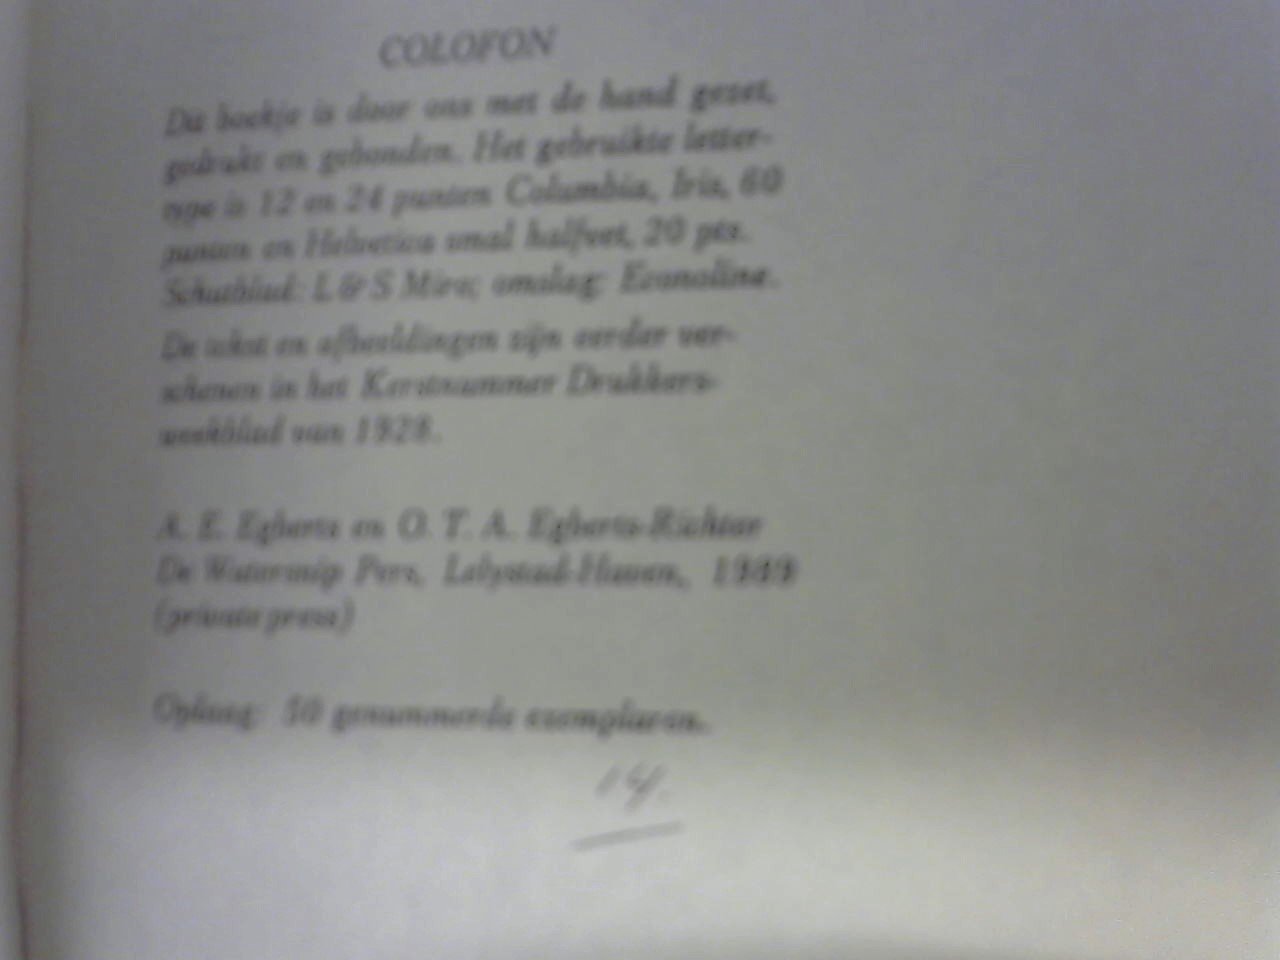 COLOFON
Dit boekje is door ons met de hand gezet,
gedrukt en gebonden. Het gebruikte letter-
type is 12 en 24 punten Columbia, Iris, 60
punten en Helvetica smal halfvet, 20 pts.
Schutblad: L & S Miro; omslag: Econoline.
De tekst en afbeeldingen zijn eerder ver-
schenen in het Kerstnummer Drukkers-
weekblad van 1928.
A. E. Egberts en O. T. A. Egberts-Richter
De Watersnip Pers, Lelystad-Haven, 1989
(private press)
Oplaag: 50 genummerde exemplaren.
14.